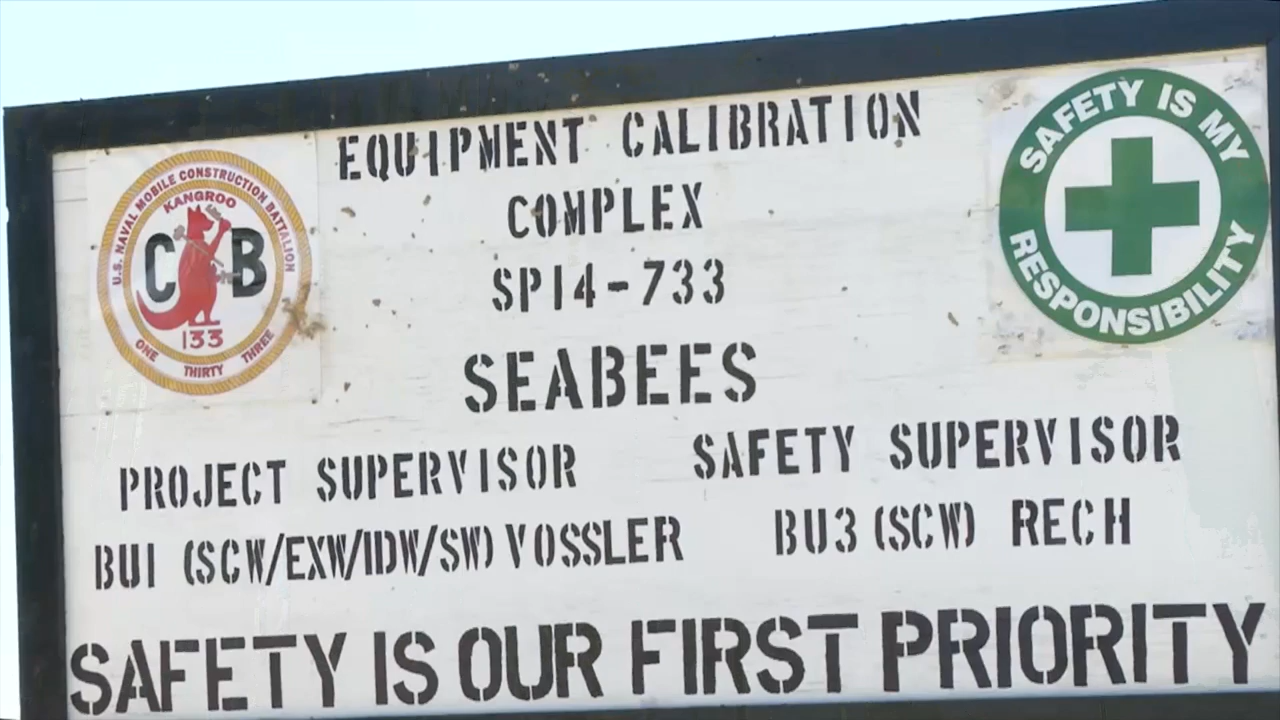 EQUIPMENT CALIBRATION
COMPLEX
SP14-733
SEABEES
U.S. NAVAL MOBILE CONSTRUCTION BATTALION
KANGROO
CB
133
ONE THIRTY THREE
SAFETY IS MY
RESPONSIBILITY
PROJECT SUPERVISOR
SAFETY SUPERVISOR
BU1 (SCW/EXW/IDW/SW) VOSSLER
BU3 (SCW) RECH
SAFETY IS OUR FIRST PRIORITY